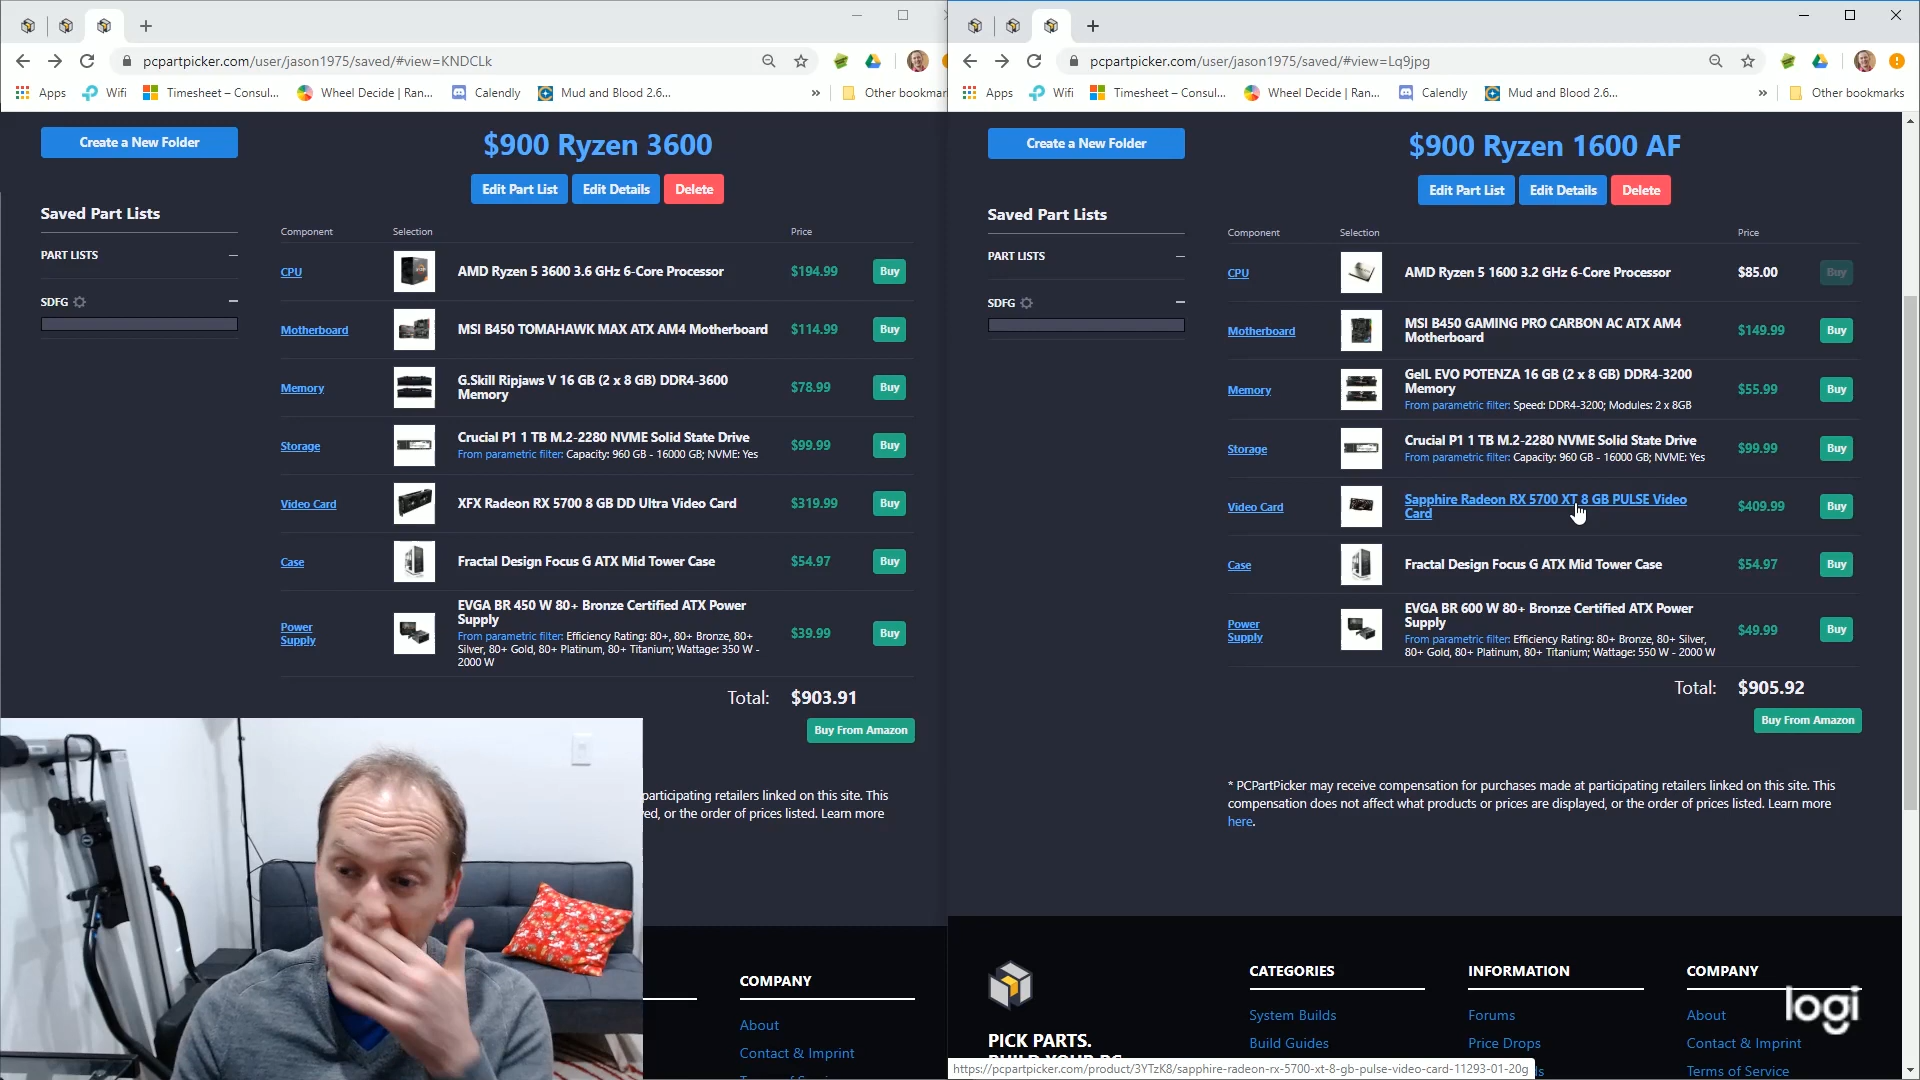 pcpartpicker.com/user/jason1975/saved/#view=KNDCLk
Apps
Wifi
Timesheet – Consul...
Wheel Decide | Ran...
Calendly
Mud and Blood 2.6...
»
Other bookmar
Create a New Folder
$900 Ryzen 3600
Edit Part List
Edit Details
Delete
Saved Part Lists
PART LISTS
SDFG
Component
Selection
Price
CPU
AMD Ryzen 5 3600 3.6 GHz 6-Core Processor
$194.99
Buy
Motherboard
MSI B450 TOMAHAWK MAX ATX AM4 Motherboard
$114.99
Buy
Memory
G.Skill Ripjaws V 16 GB (2 x 8 GB) DDR4-3600
Memory
$78.99
Buy
Storage
Crucial P1 1 TB M.2-2280 NVME Solid State Drive
From parametric filter: Capacity: 960 GB - 16000 GB; NVME: Yes
$99.99
Buy
Video Card
XFX Radeon RX 5700 8 GB DD Ultra Video Card
$319.99
Buy
Case
Fractal Design Focus G ATX Mid Tower Case
$54.97
Buy
Power
Supply
EVGA BR 450 W 80+ Bronze Certified ATX Power
Supply
From parametric filter: Efficiency Rating: 80+, 80+ Bronze, 80+
Silver, 80+ Gold, 80+ Platinum, 80+ Titanium; Wattage: 350 W -
2000 W
$39.99
Buy
Total: $903.91
Buy From Amazon
participating retailers linked on this site. This
ed, or the order of prices listed. Learn more
COMPANY
About
Contact & Imprint
pcpartpicker.com/user/jason1975/saved/#view=Lq9jpg
Apps
Wifi
Timesheet – Consul...
Wheel Decide | Ran...
Calendly
Mud and Blood 2.6...
»
Other bookmarks
Create a New Folder
$900 Ryzen 1600 AF
Edit Part List
Edit Details
Delete
Saved Part Lists
PART LISTS
SDFG
Component
Selection
Price
CPU
AMD Ryzen 5 1600 3.2 GHz 6-Core Processor
$85.00
Buy
Motherboard
MSI B450 GAMING PRO CARBON AC ATX AM4
Motherboard
$149.99
Buy
Memory
GeIL EVO POTENZA 16 GB (2 x 8 GB) DDR4-3200
Memory
From parametric filter: Speed: DDR4-3200; Modules: 2 x 8GB
$55.99
Buy
Storage
Crucial P1 1 TB M.2-2280 NVME Solid State Drive
From parametric filter: Capacity: 960 GB - 16000 GB; NVME: Yes
$99.99
Buy
Video Card
Sapphire Radeon RX 5700 XT 8 GB PULSE Video
Card
$409.99
Buy
Case
Fractal Design Focus G ATX Mid Tower Case
$54.97
Buy
Power
Supply
EVGA BR 600 W 80+ Bronze Certified ATX Power
Supply
From parametric filter: Efficiency Rating: 80+ Bronze, 80+ Silver,
80+ Gold, 80+ Platinum, 80+ Titanium; Wattage: 550 W - 2000 W
$49.99
Buy
Total: $905.92
Buy From Amazon
* PCPartPicker may receive compensation for purchases made at participating retailers linked on this site. This
compensation does not affect what products or prices are displayed, or the order of prices listed. Learn more
here.
PICK PARTS.
CATEGORIES
System Builds
Build Guides
INFORMATION
Forums
Price Drops
COMPANY
About
Contact & Imprint
Terms of Service
logi
https://pcpartpicker.com/product/3YTzK8/sapphire-radeon-rx-5700-xt-8-gb-pulse-video-card-11293-01-20g